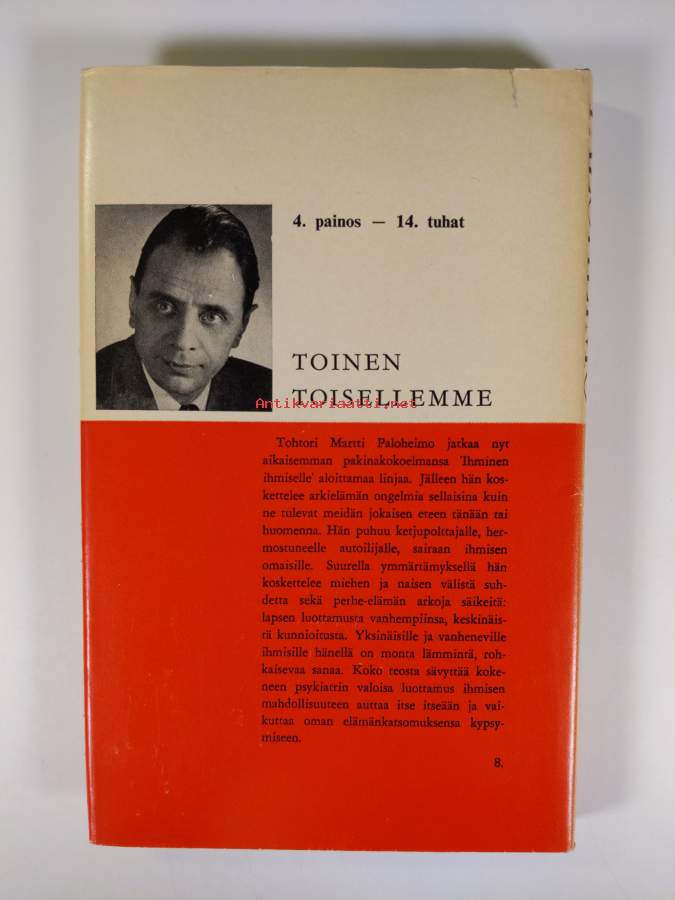 4. painos — 14. tuhat
TOINEN
TOISELLEMME
Antikvariaatti.net
Tohtori Martti Paloheimo jatkaa nyt
aikaisemman pakinakokoelmansa 'Ihminen
ihmiselle' aloittamaa linjaa. Jälleen hän kos-
kettelee arkielämän ongelmia sellaisina kuin
ne tulevat meidän jokaisen eteen tänään tai
huomenna. Hän puhuu ketjupolttajalle, her-
mostuneelle autoilijalle, sairaan ihmisen
omaisille. Suurella ymmärtämyksellä hän
koskettelee miehen ja naisen välistä suh-
detta sekä perhe-elämän arkoja säikeitä:
lapsen luottamusta vanhempiinsa, keskinäis-
tä kunnioitusta. Yksinäisille ja vanheneville
ihmisille hänellä on monta lämmintä, roh-
kaisevaa sanaa. Koko teosta sävyttää koke-
neen psykiatrin valoisa luottamus ihmisen
mahdollisuuteen auttaa itse itseään ja vai-
kuttaa oman elämänkatsomuksensa kypsy-
miseen.
8.